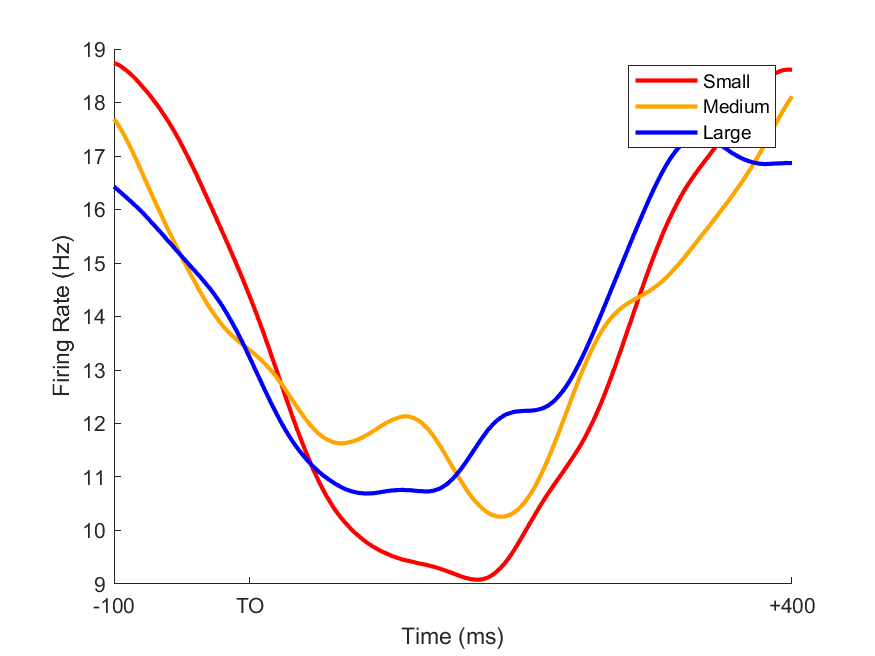 19
18
17
16
15
14
13
12
11
10
9
Firing Rate (Hz)
Small
Medium
Large
-100
TO
+400
Time (ms)